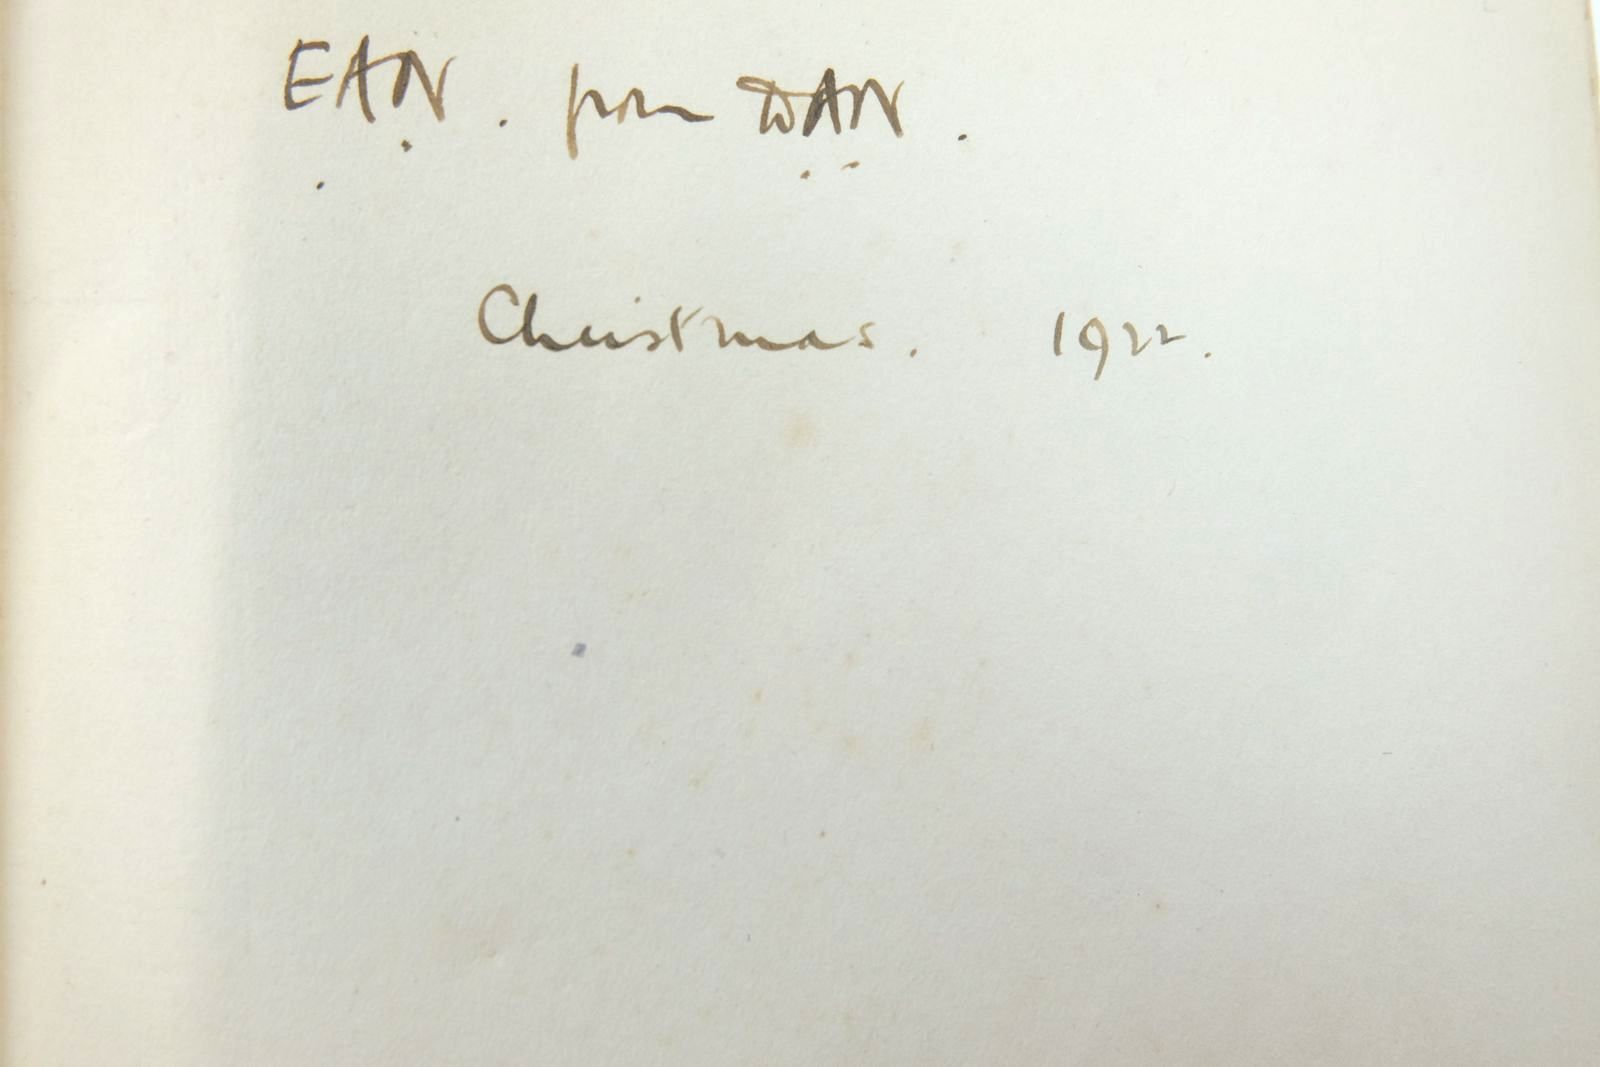 EAN. from DAN.
Christmas. 1922.